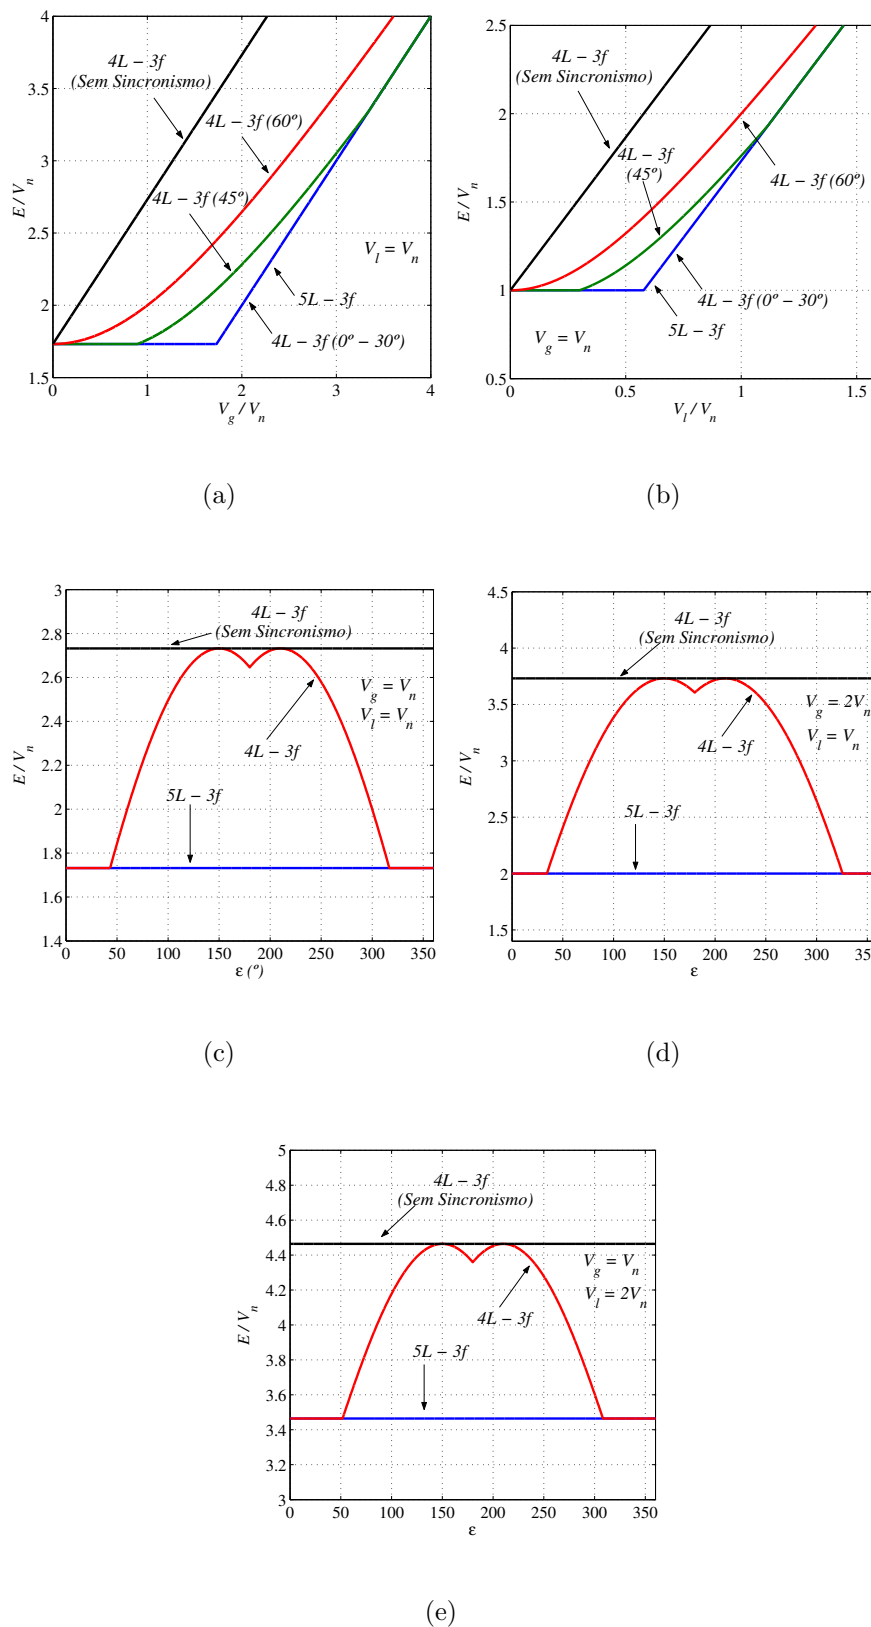 4
3.5
3
2.5
2
1.5
0
1
2
3
4
E / V_n
V_g / V_n
4L − 3f
(Sem Sincronismo)
4L − 3f (60º)
4L − 3f (45º)
V_l = V_n
5L − 3f
4L − 3f (0º − 30º)
(a)
2.5
2
1.5
1
0.5
0
0.5
1
1.5
E / V_n
V_l / V_n
4L − 3f
(Sem Sincronismo)
4L − 3f
(45º)
4L − 3f (60º)
4L − 3f (0º − 30º)
5L − 3f
V_g = V_n
(b)
3
2.8
2.6
2.4
2.2
2
1.8
1.6
1.4
0
50
100
150
200
250
300
350
E / V_n
ε (º)
4L − 3f
(Sem Sincronismo)
V_g = V_n
V_l = V_n
4L − 3f
5L − 3f
(c)
4.5
4
3.5
3
2.5
2
1.5
0
50
100
150
200
250
300
350
E / V_n
ε
4L − 3f
(Sem Sincronismo)
V_g = 2V_n
V_l = V_n
4L − 3f
5L − 3f
(d)
5
4.8
4.6
4.4
4.2
4
3.8
3.6
3.4
3.2
3
0
50
100
150
200
250
300
350
E / V_n
ε
4L − 3f
(Sem Sincronismo)
V_g = V_n
V_l = 2V_n
4L − 3f
5L − 3f
(e)